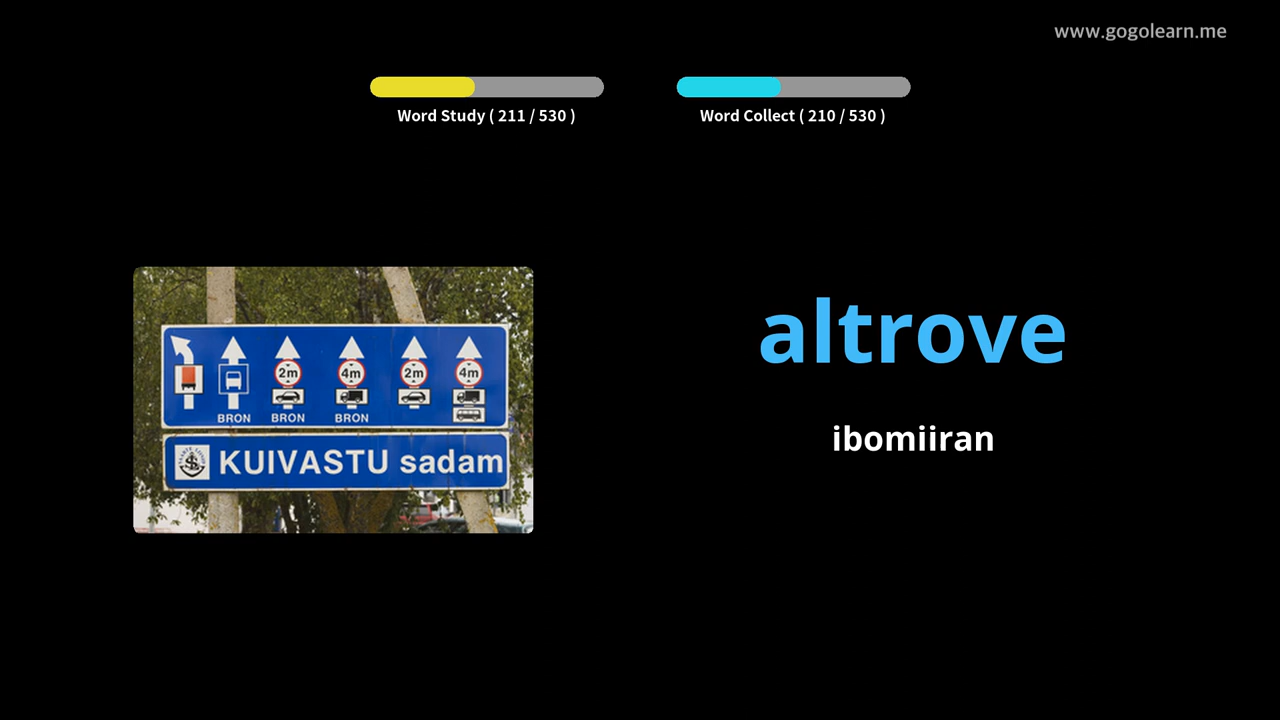 www.gogolearn.me
Word Study ( 211 / 530 )
Word Collect ( 210 / 530 )
2m 4m 2m 4m
BRON BRON BRON
KUIVASTU sadam
altrove
ibomiiran